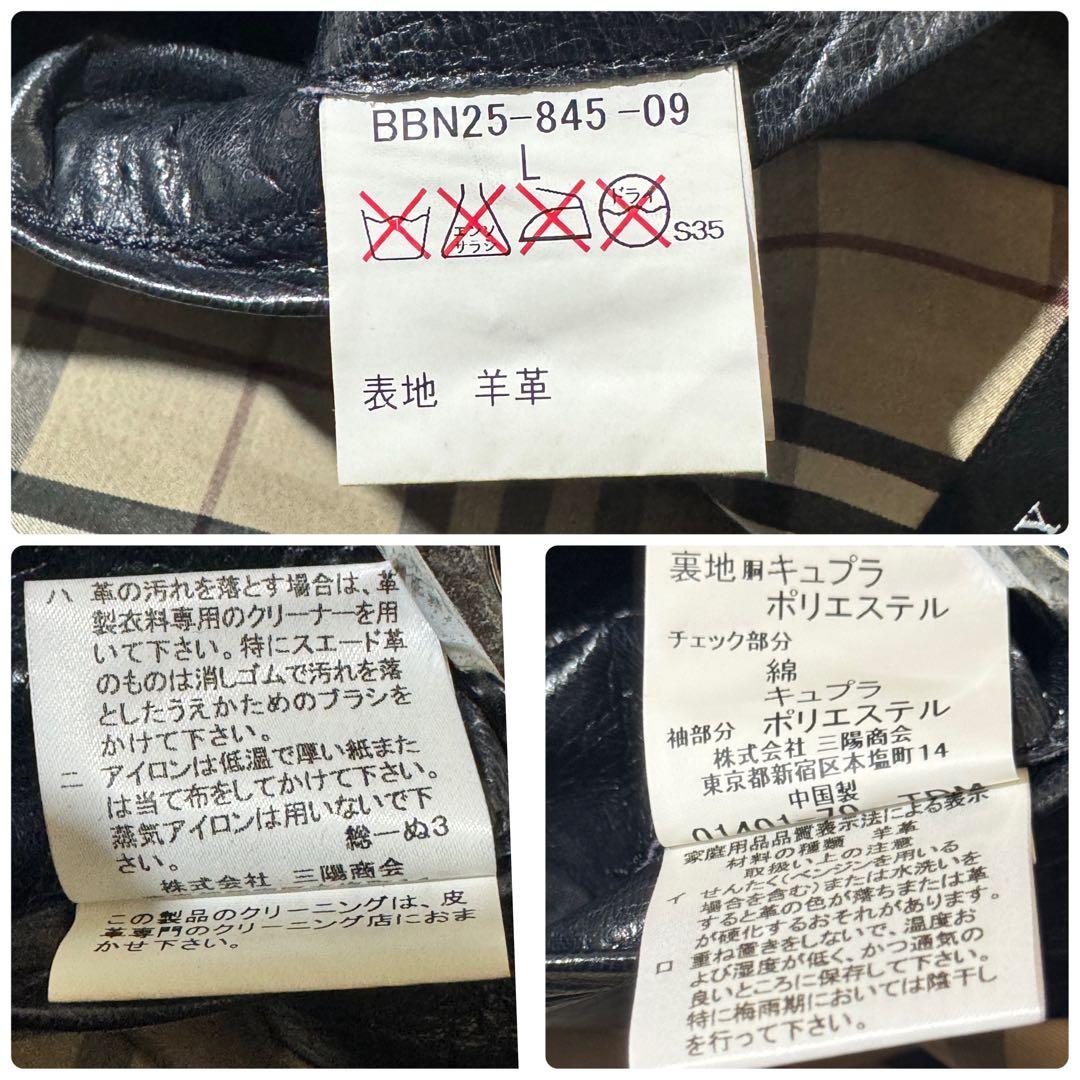 BBN25-845-09
L
エンソ
サラシ
ドライ
S35
表地 羊革
ハ 革の汚れを落とす場合は、革
製衣料専用のクリーナーを用
いて下さい。特にスエード革
のものは消しゴムで汚れを落
としたうえかためのブラシを
かけて下さい。
ニ アイロンは低温で厚い紙また
は当て布をしてかけて下さい。
蒸気アイロンは用いないで下
さい。
総一ぬ3
株式会社 三陽商会
この製品のクリーニングは、皮
革専門のクリーニング店におま
かせ下さい。
裏地 胴 キュプラ
ポリエステル
チェック部分
綿
キュプラ
袖部分 ポリエステル
株式会社 三陽商会
東京都新宿区本塩町14
中国製
家庭用品品質表示法による表示
材料の種類 羊革
取扱い上の注意
イ せんたく(ベンジンを用いる
場合を含む)または水洗いを
すると革の色が落ちまたは革
が硬化するおそれがあります。
ロ 重ね置きをしないで、温度お
よび湿度が低く、かつ通気の
良いところに保存して下さい。
特に梅雨期においては陰干し
を行って下さい。